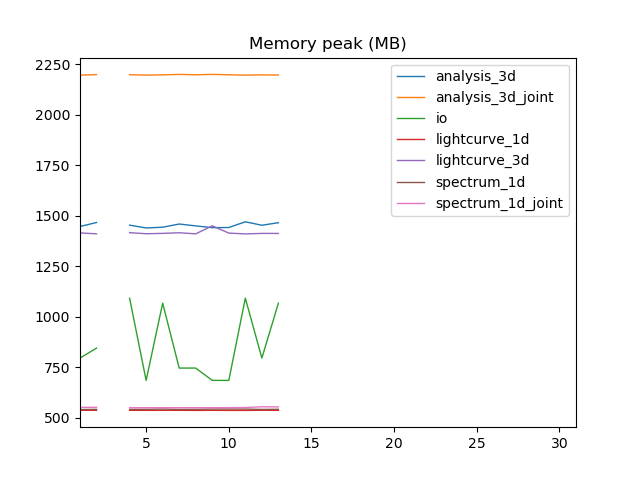 Memory peak (MB)
2250
2000
1750
1500
1250
1000
750
500
5
10
15
20
25
30
analysis_3d
analysis_3d_joint
io
lightcurve_1d
lightcurve_3d
spectrum_1d
spectrum_1d_joint